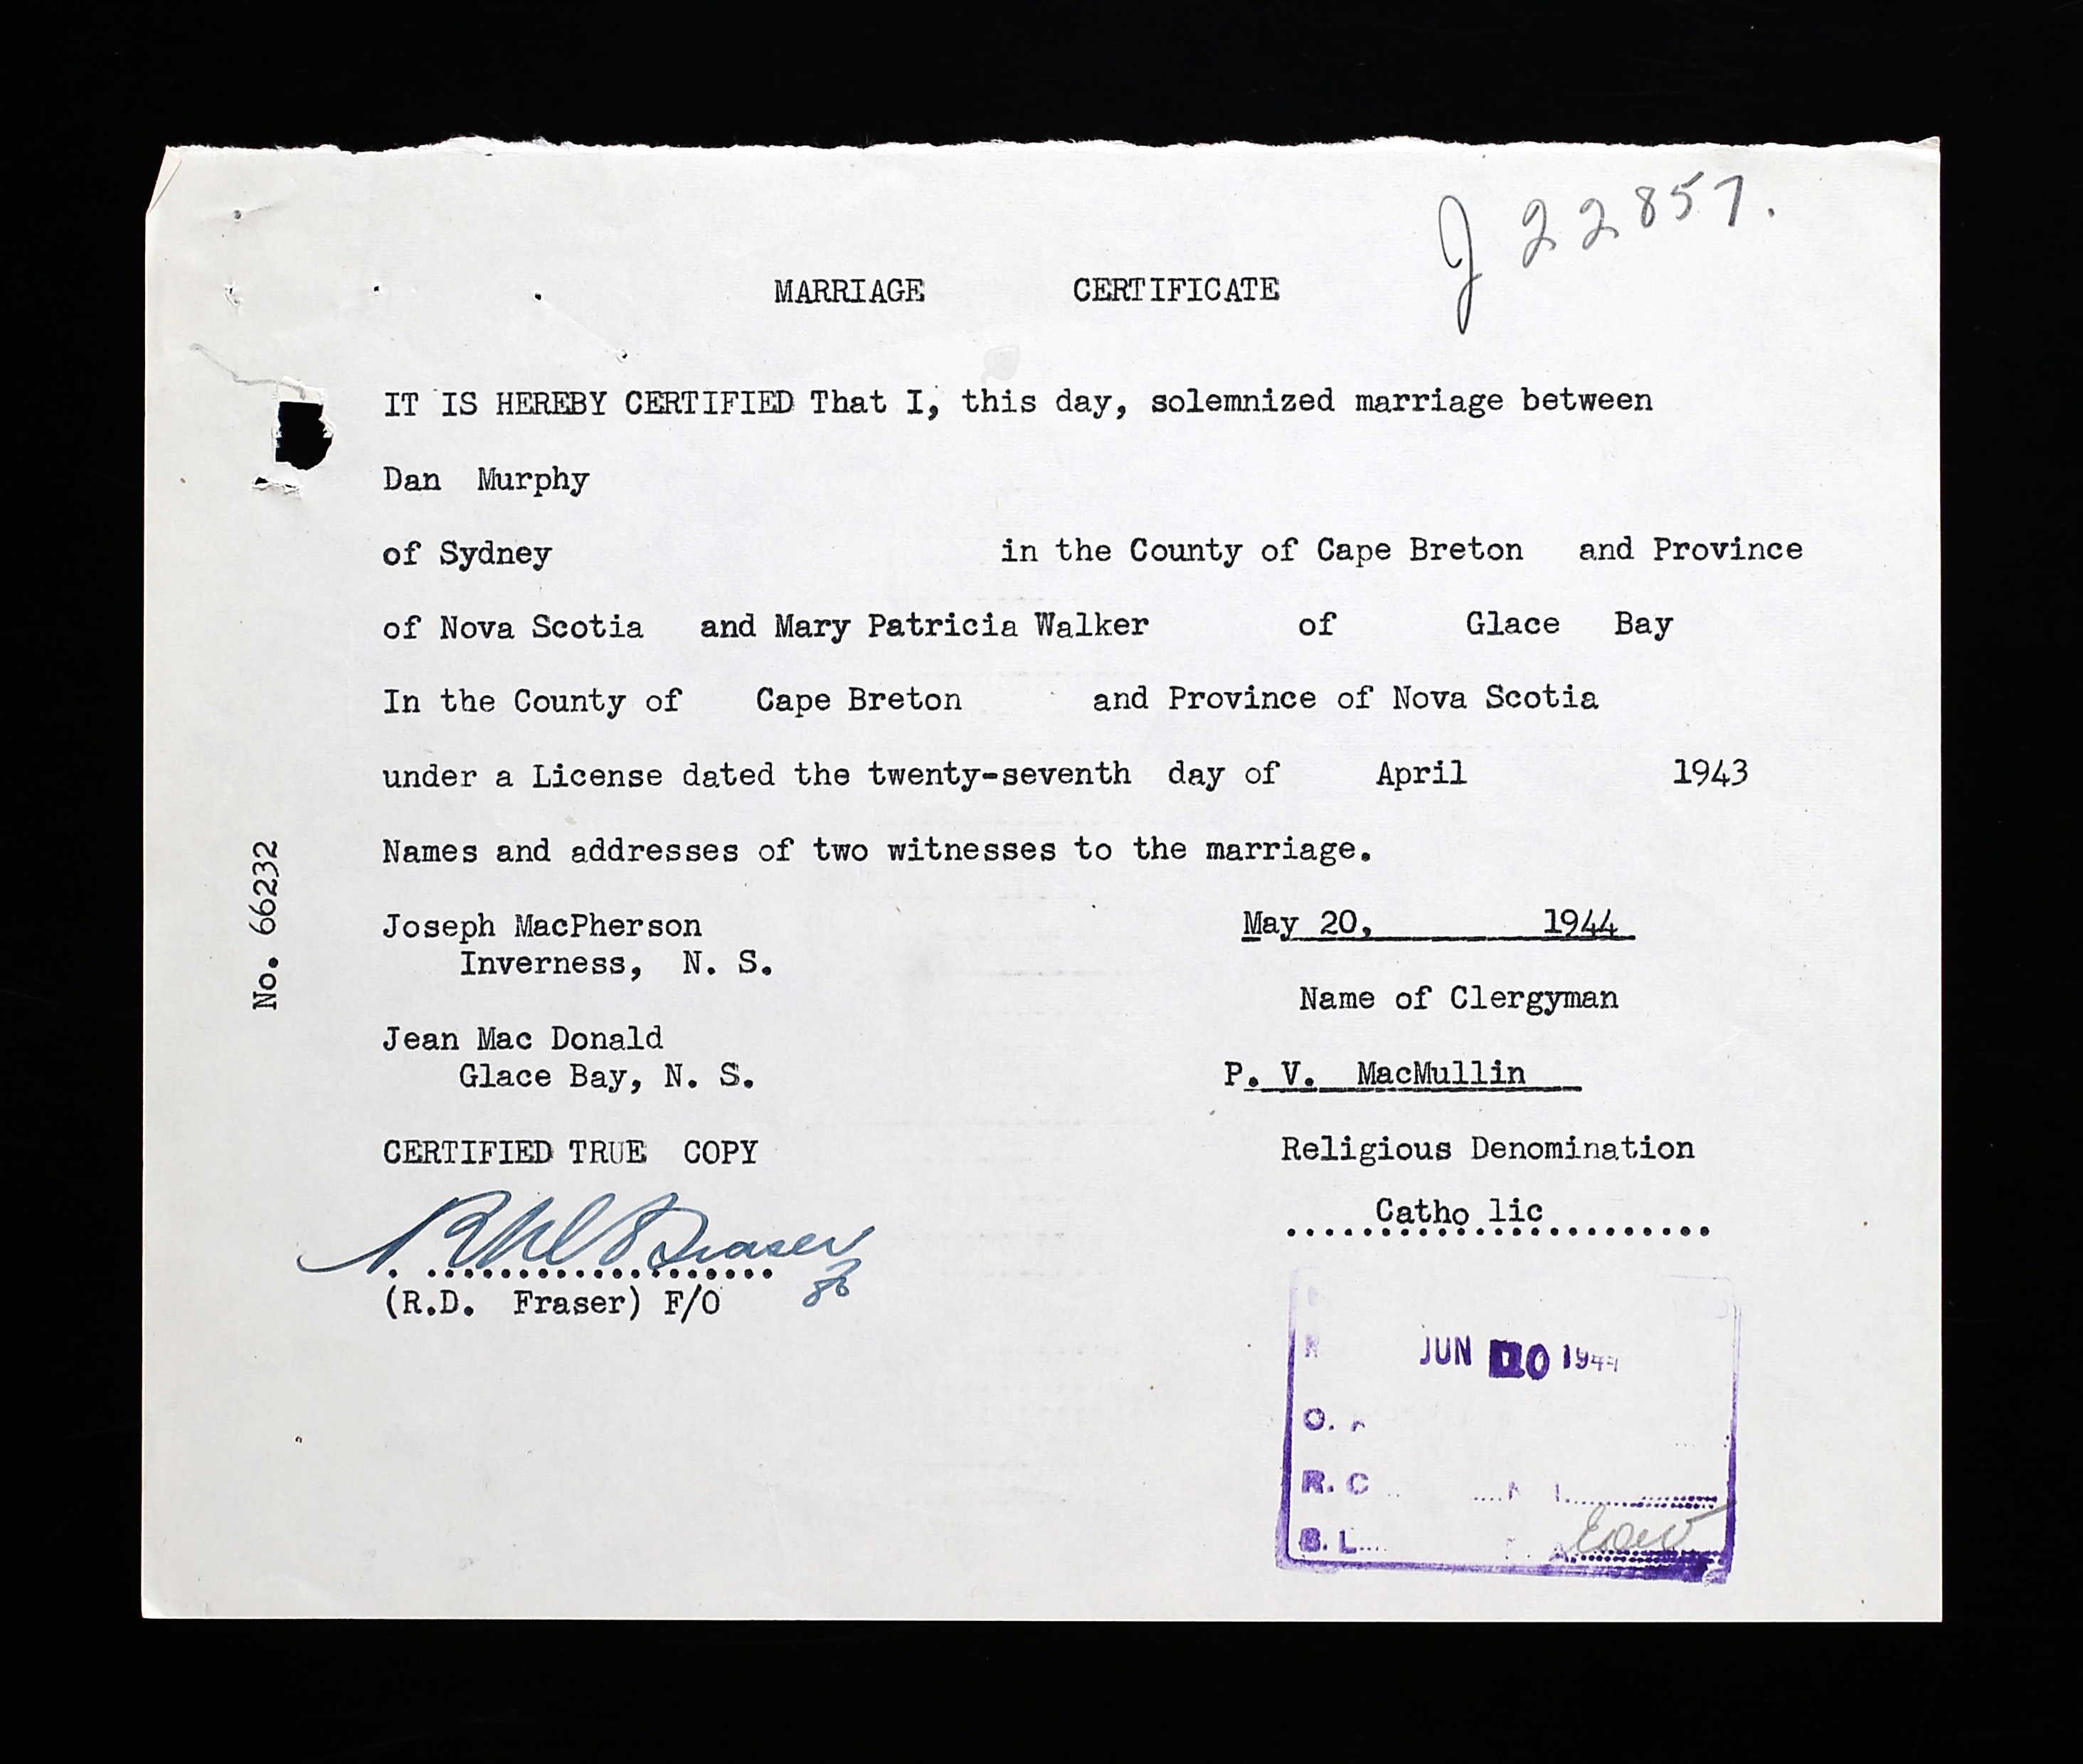 J 22857.
MARRIAGE CERTIFICATE
IT IS HEREBY CERTIFIED That I, this day, solemnized marriage between
Dan Murphy
of Sydney in the County of Cape Breton and Province
of Nova Scotia and Mary Patricia Walker of Glace Bay
In the County of Cape Breton and Province of Nova Scotia
under a License dated the twenty-seventh day of April 1943
Names and addresses of two witnesses to the marriage.
No. 66232
Joseph MacPherson
Inverness, N. S.
Jean Mac Donald
Glace Bay, N. S.
May 20, 1944
Name of Clergyman
P. V. MacMullin
Religious Denomination
Catho lic
CERTIFIED TRUE COPY
(R.D. Fraser) F/O
JUN 10 1944
O.
R. C
B. L....